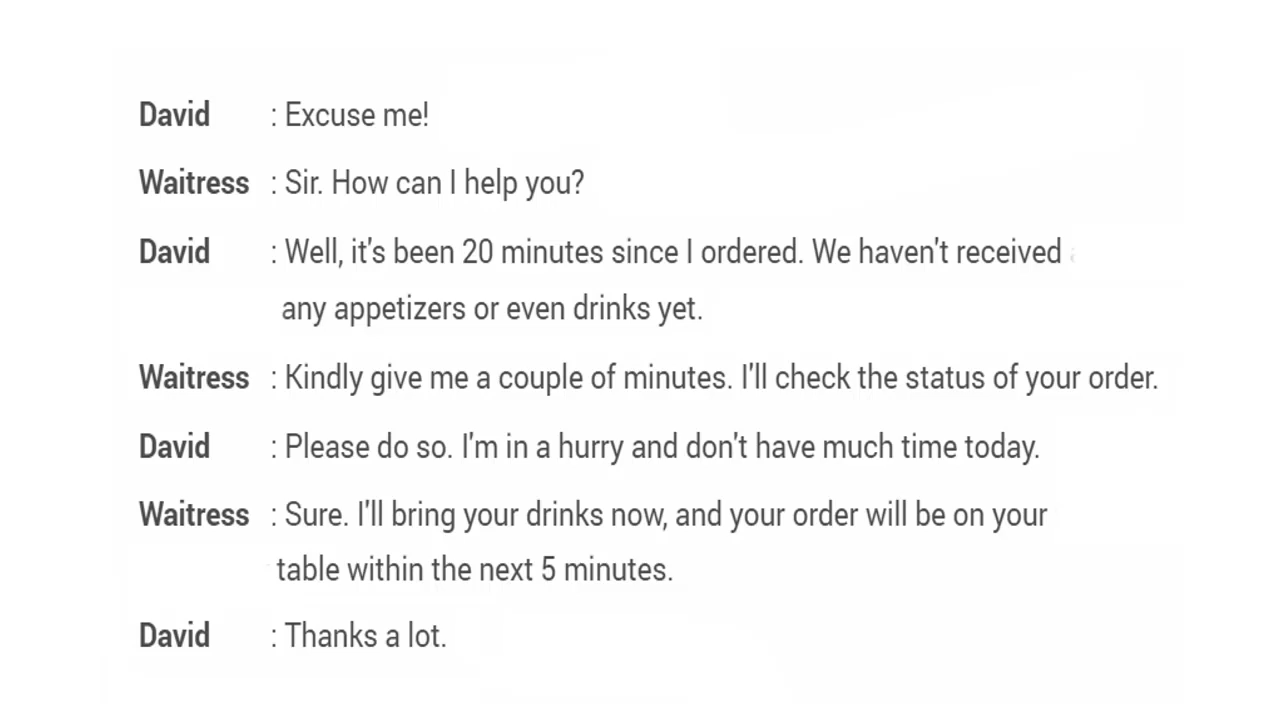 David : Excuse me!
Waitress : Sir. How can I help you?
David : Well, it's been 20 minutes since I ordered. We haven't received
any appetizers or even drinks yet.
Waitress : Kindly give me a couple of minutes. I'll check the status of your order.
David : Please do so. I'm in a hurry and don't have much time today.
Waitress : Sure. I'll bring your drinks now, and your order will be on your
table within the next 5 minutes.
David : Thanks a lot.